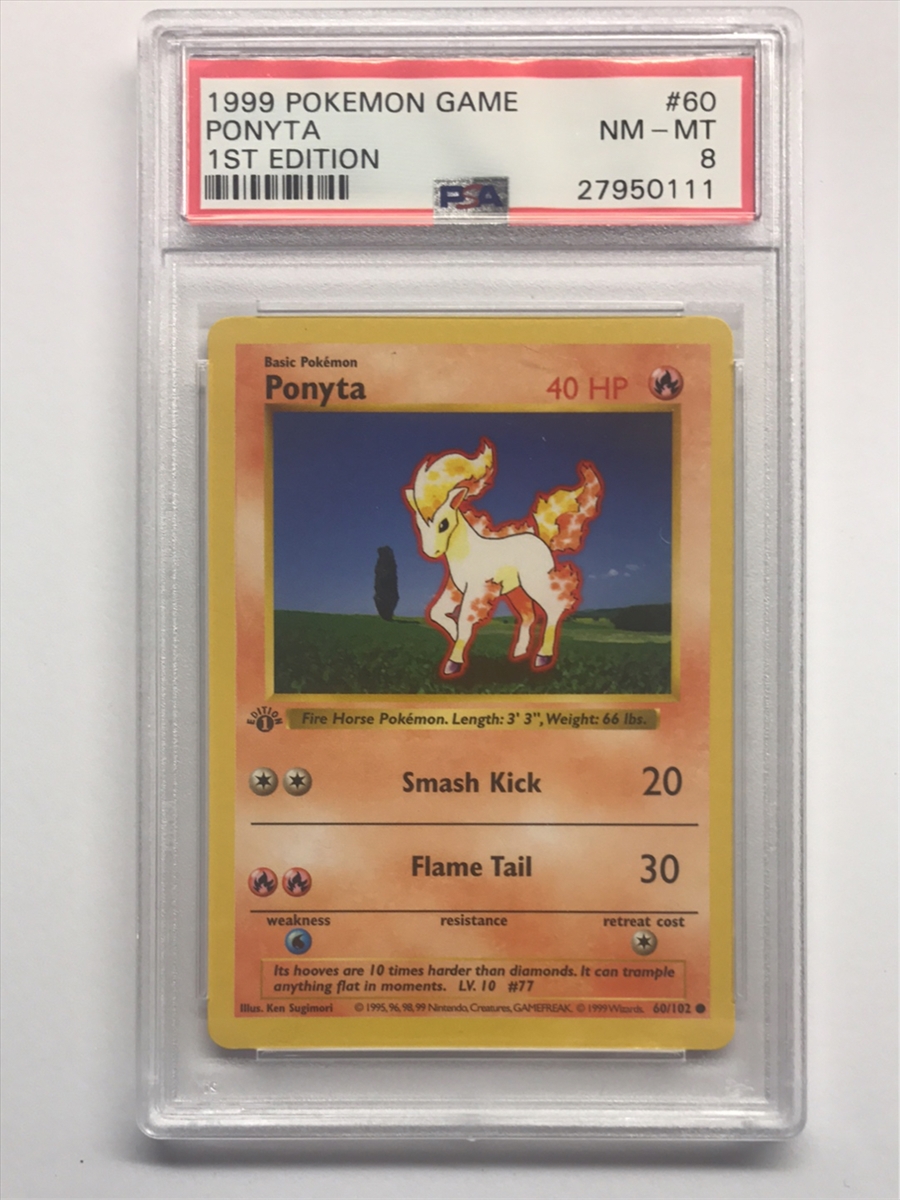 1999 POKEMON GAME #60
PONYTA NM - MT
1ST EDITION 8
PSA 27950111
Basic Pokémon
Ponyta 40 HP
EDITION 1
Fire Horse Pokémon. Length: 3' 3", Weight: 66 lbs.
Smash Kick 20
Flame Tail 30
weakness resistance retreat cost
Its hooves are 10 times harder than diamonds. It can trample
anything flat in moments. LV. 10 #77
Illus. Ken Sugimori ©1995, 96, 98, 99 Nintendo, Creatures, GAMEFREAK. ©1999 Wizards. 60/102